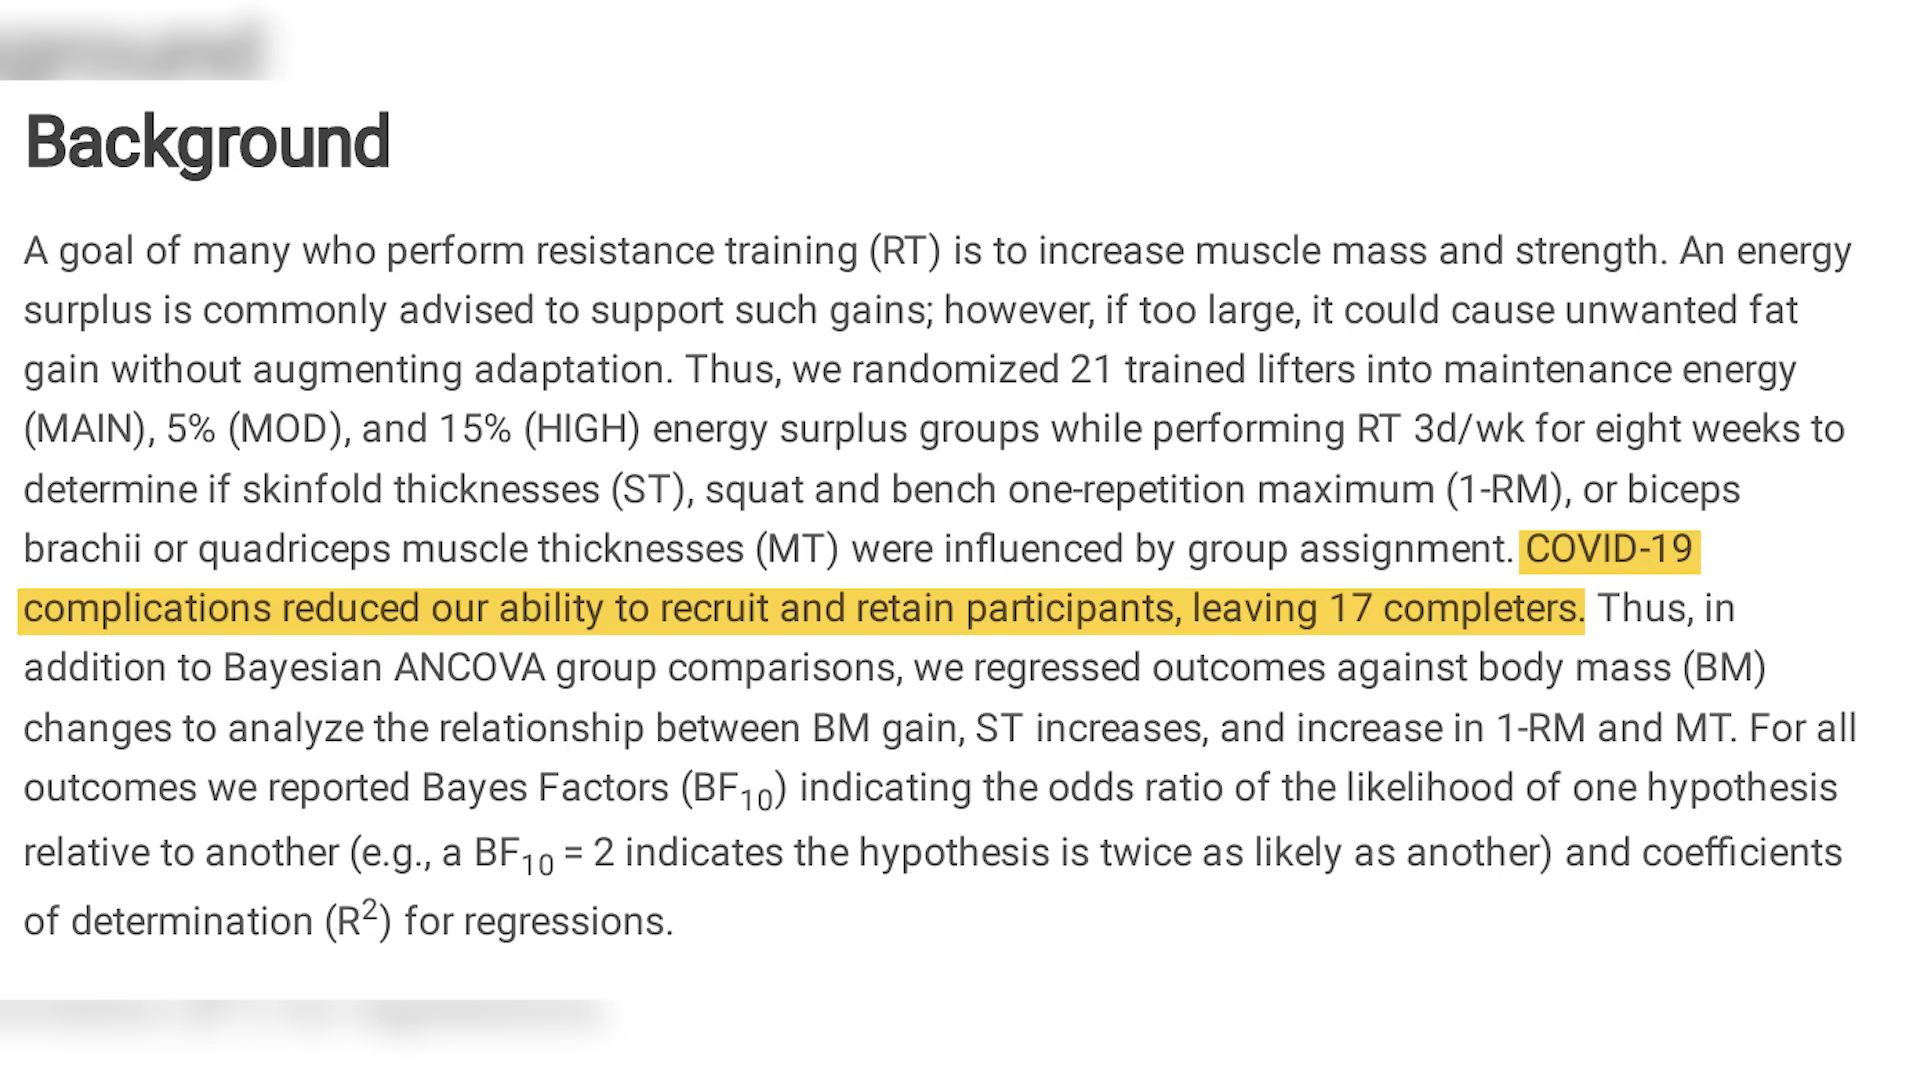 Background
A goal of many who perform resistance training (RT) is to increase muscle mass and strength. An energy
surplus is commonly advised to support such gains; however, if too large, it could cause unwanted fat
gain without augmenting adaptation. Thus, we randomized 21 trained lifters into maintenance energy
(MAIN), 5% (MOD), and 15% (HIGH) energy surplus groups while performing RT 3d/wk for eight weeks to
determine if skinfold thicknesses (ST), squat and bench one-repetition maximum (1-RM), or biceps
brachii or quadriceps muscle thicknesses (MT) were influenced by group assignment. COVID-19
complications reduced our ability to recruit and retain participants, leaving 17 completers. Thus, in
addition to Bayesian ANCOVA group comparisons, we regressed outcomes against body mass (BM)
changes to analyze the relationship between BM gain, ST increases, and increase in 1-RM and MT. For all
outcomes we reported Bayes Factors (BF₁₀) indicating the odds ratio of the likelihood of one hypothesis
relative to another (e.g., a BF₁₀ = 2 indicates the hypothesis is twice as likely as another) and coefficients
of determination (R²) for regressions.